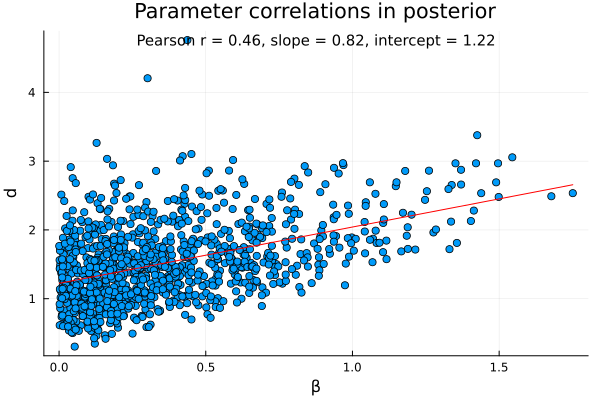 Parameter correlations in posterior
Pearson r = 0.46, slope = 0.82, intercept = 1.22
4
3
2
1
d
0.0 0.5 1.0 1.5
β